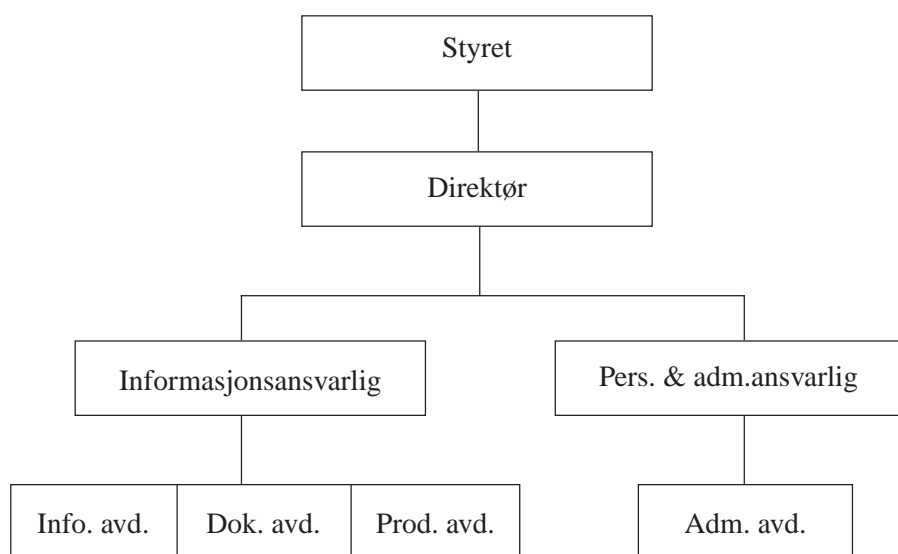 Styret
Direktør
Informasjonsansvarlig
Pers. & adm.ansvarlig
Info. avd.
Dok. avd.
Prod. avd.
Adm. avd.